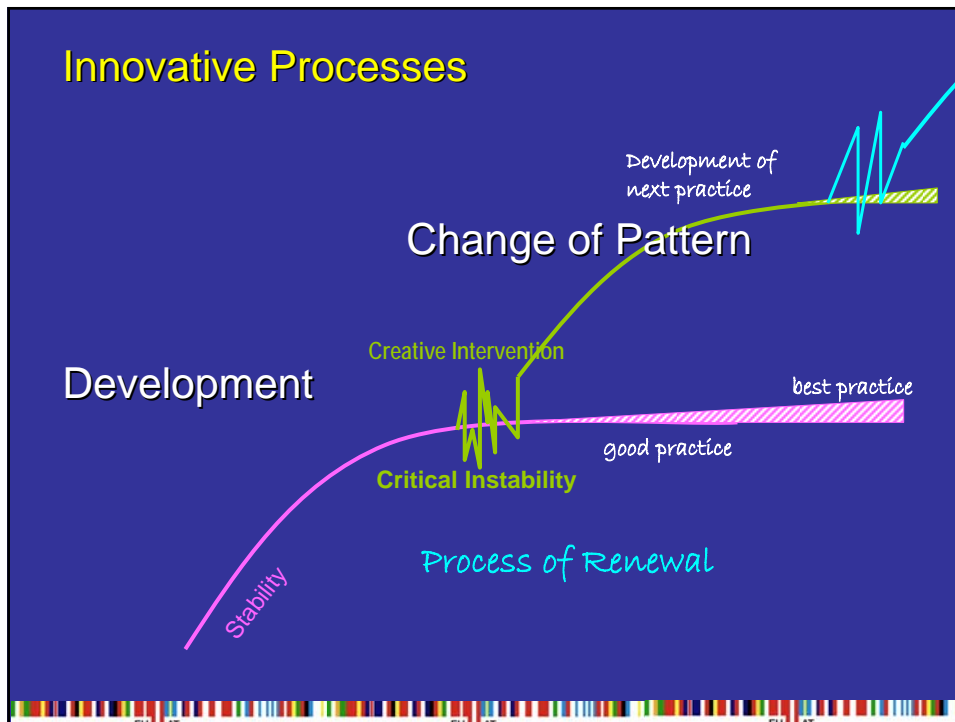 Innovative Processes
Development of
next practice
Change of Pattern
Creative Intervention
Development
best practice
good practice
Critical Instability
Process of Renewal
Stability